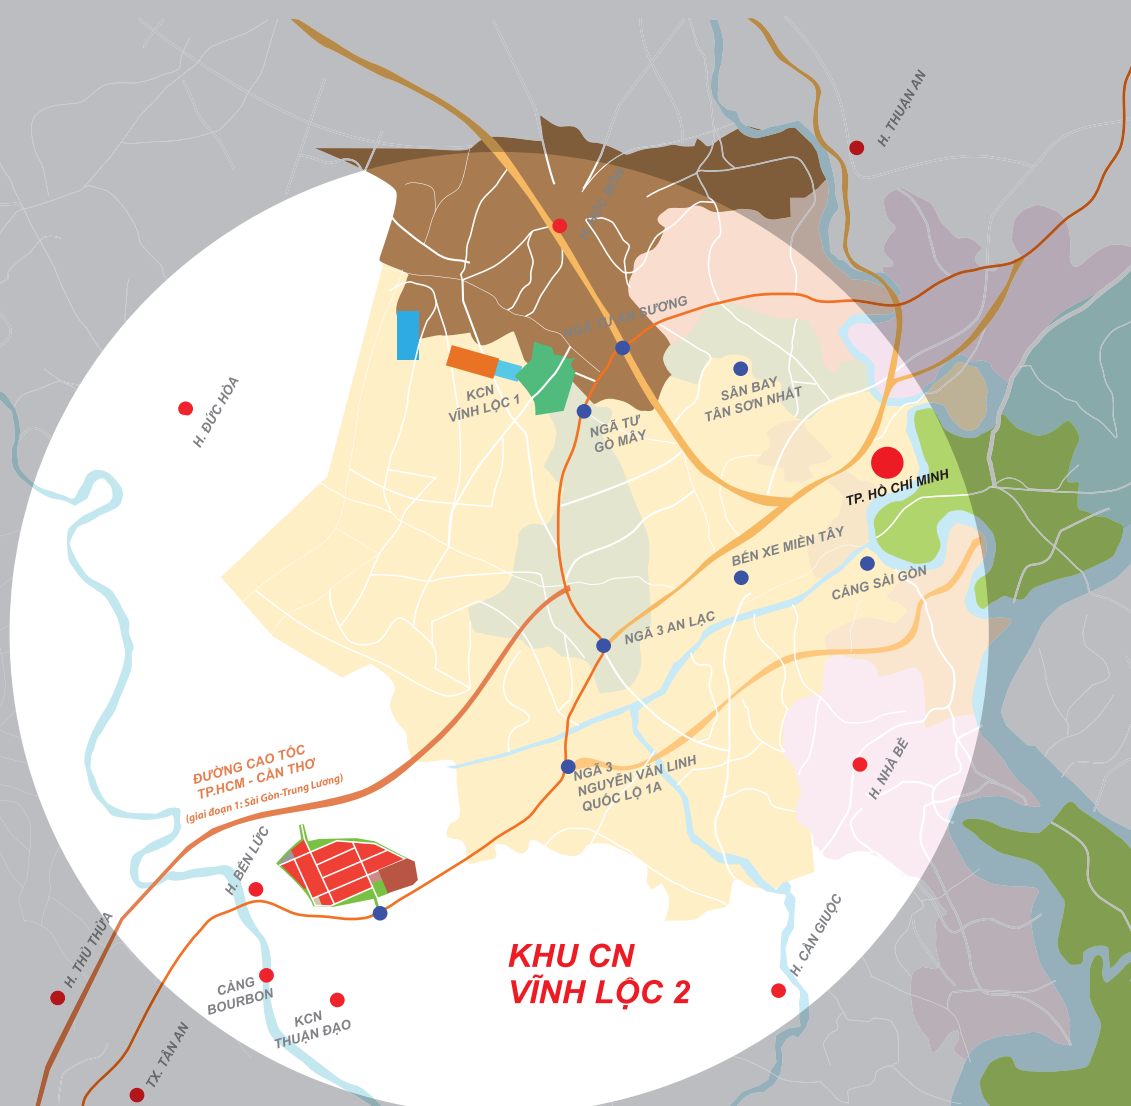 H. THUẬN AN
NGÃ TƯ AN SƯƠNG
H. ĐỨC HÒA
KCN
VĨNH LỘC 1
SÂN BAY
TÂN SƠN NHẤT
NGÃ TƯ
GÒ MÂY
TP. HỒ CHÍ MINH
BẾN XE MIỀN TÂY
CẢNG SÀI GÒN
NGÃ 3 AN LẠC
ĐƯỜNG CAO TỐC
TP.HCM - CẦN THƠ
(giai đoạn 1: Sài Gòn-Trung Lương)
NGÃ 3
NGUYỄN VĂN LINH
QUỐC LỘ 1A
H. NHÀ BÈ
H. BẾN LỨC
H. THỦ THỪA
H. CẦN GIUỘC
KHU CN
VĨNH LỘC 2
CẢNG
BOURBON
KCN
THUẬN ĐẠO
TX. TÂN AN